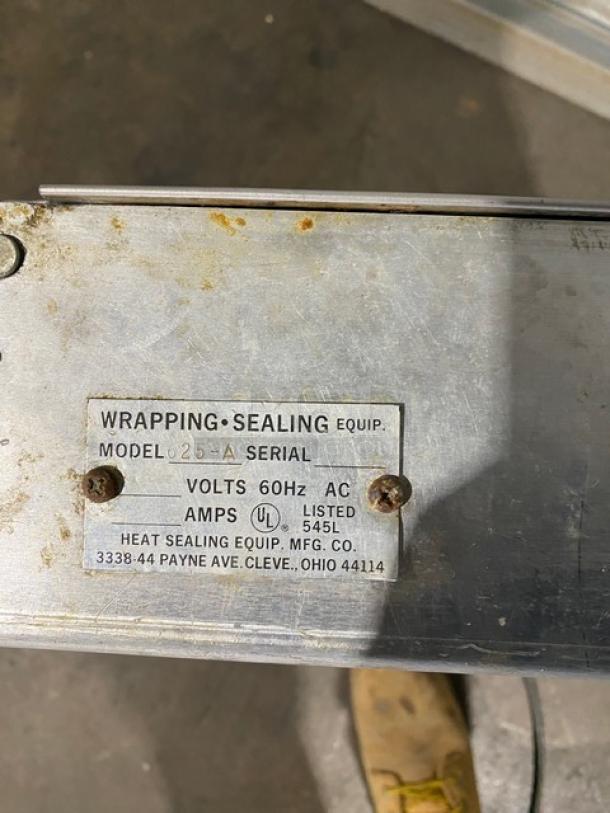 WRAPPING•SEALING EQUIP.
MODEL 625-A SERIAL
VOLTS 60Hz AC
AMPS UL ® LISTED
545L
HEAT SEALING EQUIP. MFG. CO.
3338-44 PAYNE AVE. CLEVE., OHIO 44114